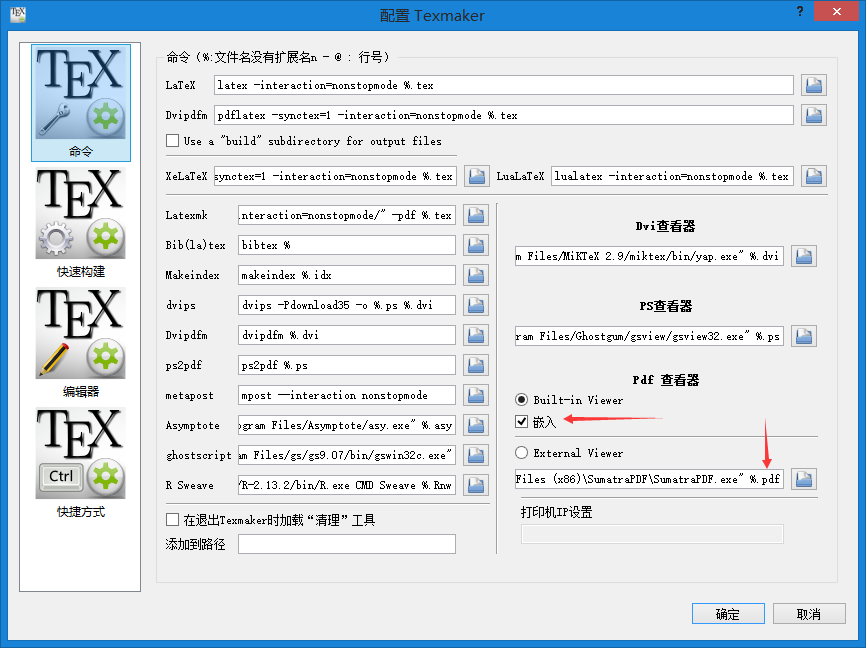 配置 Texmaker
命令
快速构建
编辑器
Ctrl
快捷方式
命令（%:文件名没有扩展名n - @ : 行号）
LaTeX latex -interaction=nonstopmode %.tex
Dvipdfm pdflatex -synctex=1 -interaction=nonstopmode %.tex
Use a "build" subdirectory for output files
XeLaTeX synctex=1 -interaction=nonstopmode %.tex LuaLaTeX lualatex -interaction=nonstopmode %.tex
Latexmk interaction=nonstopmode/" -pdf %.tex
Bib(la)tex bibtex %
Makeindex makeindex %.idx
dvips dvips -Pdownload35 -o %.ps %.dvi
Dvipdfm dvipdfm %.dvi
ps2pdf ps2pdf %.ps
metapost mpost --interaction nonstopmode
Asymptote ogram Files/Asymptote/asy.exe" %.asy
ghostscript am Files/gs/gs9.07/bin/gswin32c.exe"
R Sweave /R-2.13.2/bin/R.exe CMD Sweave %.Rnw
在退出Texmaker时加载“清理”工具
添加到路径
Dvi查看器
m Files/MiKTeX 2.9/miktex/bin/yap.exe" %.dvi
PS查看器
ram Files/Ghostgum/gsview/gsview32.exe" %.ps
Pdf 查看器
Built-in Viewer
嵌入
External Viewer
Files (x86)\SumatraPDF\SumatraPDF.exe" %.pdf
打印机IP设置
确定
取消